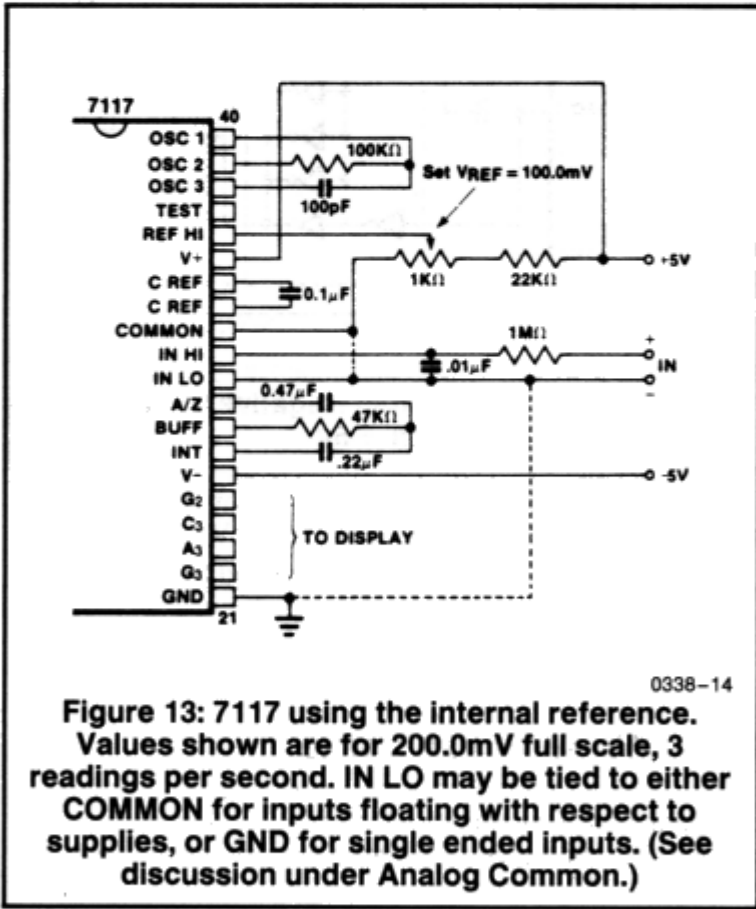 7117
40
OSC 1
OSC 2
100KΩ
OSC 3
100pF
Set VREF = 100.0mV
TEST
REF HI
V+
1KΩ
22KΩ
+5V
C REF
0.1µF
C REF
COMMON
1MΩ
+
IN HI
.01µF
IN
IN LO
−
0.47µF
A/Z
47KΩ
BUFF
.22µF
INT
V−
-5V
G2
C3
TO DISPLAY
A3
G3
GND
21
0338–14
Figure 13: 7117 using the internal reference.
Values shown are for 200.0mV full scale, 3
readings per second. IN LO may be tied to either
COMMON for inputs floating with respect to
supplies, or GND for single ended inputs. (See
discussion under Analog Common.)